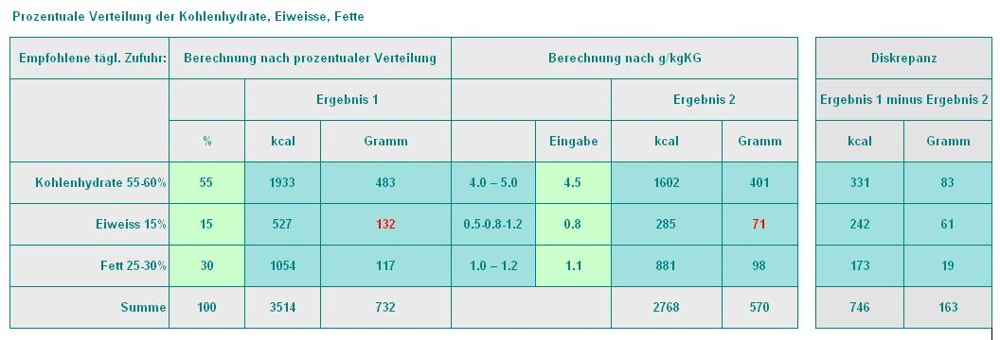 Prozentuale Verteilung der Kohlenhydrate, Eiweisse, Fette
Empfohlene tägl. Zufuhr: Berechnung nach prozentualer Verteilung Berechnung nach g/kgKG Diskrepanz
Ergebnis 1 Ergebnis 2 Ergebnis 1 minus Ergebnis 2
% kcal Gramm Eingabe kcal Gramm kcal Gramm
Kohlenhydrate 55-60% 55 1933 483 4.0 – 5.0 4.5 1602 401 331 83
Eiweiss 15% 15 527 132 0.5-0.8-1.2 0.8 285 71 242 61
Fett 25-30% 30 1054 117 1.0 – 1.2 1.1 881 98 173 19
Summe 100 3514 732 2768 570 746 163